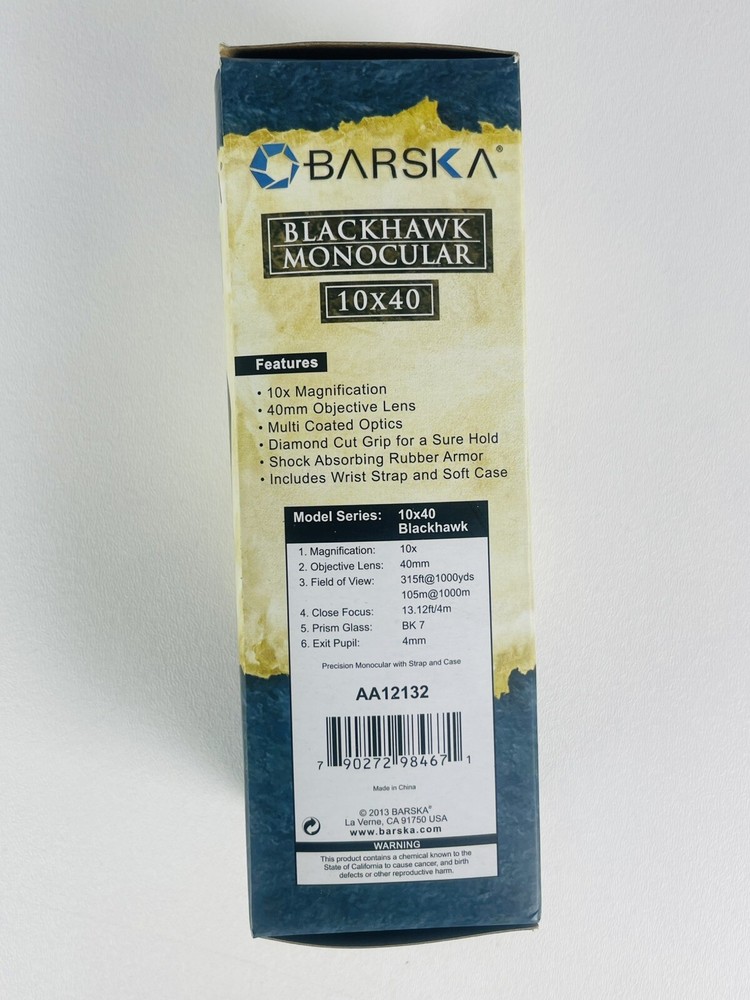 BARSKA®
BLACKHAWK
MONOCULAR
10x40
Features
• 10x Magnification
• 40mm Objective Lens
• Multi Coated Optics
• Diamond Cut Grip for a Sure Hold
• Shock Absorbing Rubber Armor
• Includes Wrist Strap and Soft Case
Model Series: 10x40
Blackhawk
1. Magnification: 10x
2. Objective Lens: 40mm
3. Field of View: 315ft@1000yds
105m@1000m
4. Close Focus: 13.12ft/4m
5. Prism Glass: BK 7
6. Exit Pupil: 4mm
Precision Monocular with Strap and Case
AA12132
7 90272 98467 1
Made in China
© 2013 BARSKA®
La Verne, CA 91750 USA
www.barska.com
WARNING
This product contains a chemical known to the
State of California to cause cancer, and birth
defects or other reproductive harm.